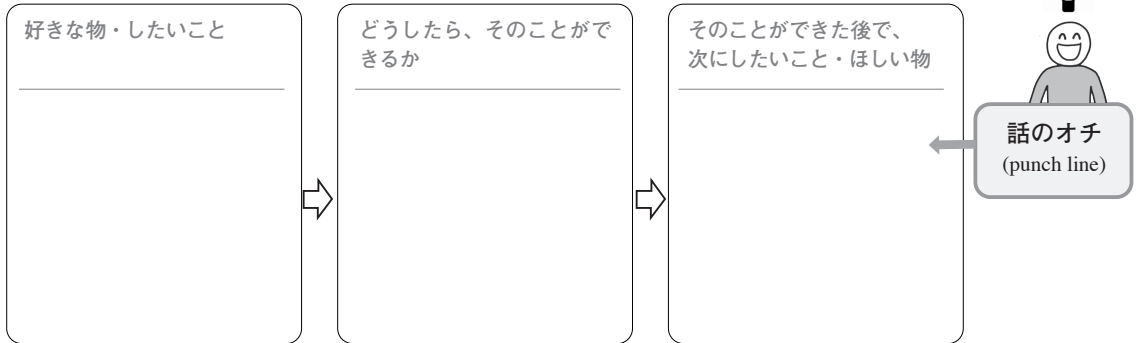 好きな物・したいこと
どうしたら、そのことがで
きるか
そのことができた後で、
次にしたいこと・ほしい物
話のオチ
(punch line)